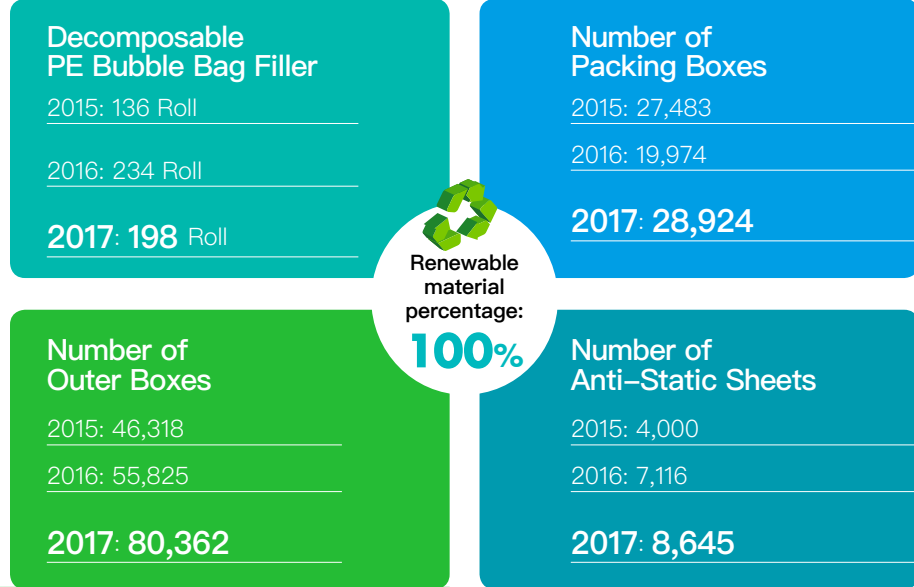 Decomposable
PE Bubble Bag Filler
2015: 136 Roll
2016: 234 Roll
2017: 198 Roll
Number of
Packing Boxes
2015: 27,483
2016: 19,974
2017: 28,924
Renewable
material
percentage:
100%
Number of
Outer Boxes
2015: 46,318
2016: 55,825
2017: 80,362
Number of
Anti–Static Sheets
2015: 4,000
2016: 7,116
2017: 8,645